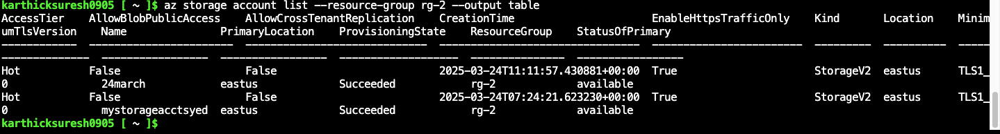 karthicksuresh0905 [ ~ ]$ az storage account list --resource-group rg-2 --output table
AccessTier    AllowBlobPublicAccess    AllowCrossTenantReplication    CreationTime                      EnableHttpsTrafficOnly    Kind       Location    Minim
umTlsVersion    Name               PrimaryLocation    ProvisioningState    ResourceGroup    StatusOfPrimary
------------  -----------------------  -----------------------------  --------------------------------  ------------------------  ---------  ----------  -----
--------------  -----------------  -----------------  -------------------  ---------------  -----------------
Hot           False                    False                          2025-03-24T11:11:57.430881+00:00  True                      StorageV2  eastus      TLS1_
0               24march            eastus             Succeeded            rg-2             available
Hot           False                    False                          2025-03-24T07:24:21.623230+00:00  True                      StorageV2  eastus      TLS1_
0               mystorageacctsyed  eastus             Succeeded            rg-2             available
karthicksuresh0905 [ ~ ]$